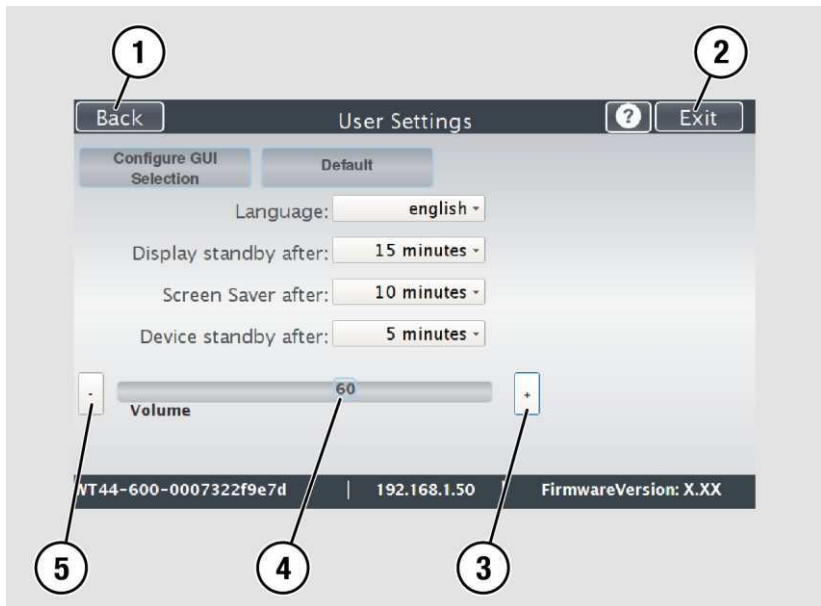 1 2
Back User Settings ? Exit
Configure GUI
Selection
Default
Language: english
Display standby after: 15 minutes
Screen Saver after: 10 minutes
Device standby after: 5 minutes
- 60 +
Volume
WT44-600-0007322f9e7d | 192.168.1.50 | FirmwareVersion: X.XX
5 4 3